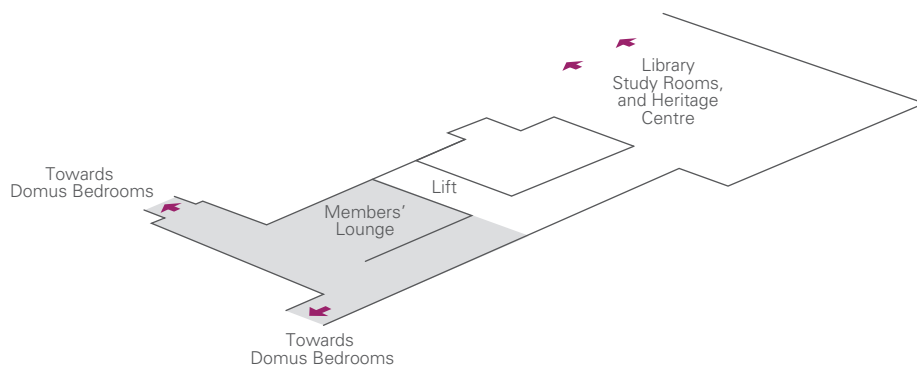 Library
Study Rooms,
and Heritage
Centre
Towards
Domus Bedrooms
Lift
Members'
Lounge
Towards
Domus Bedrooms